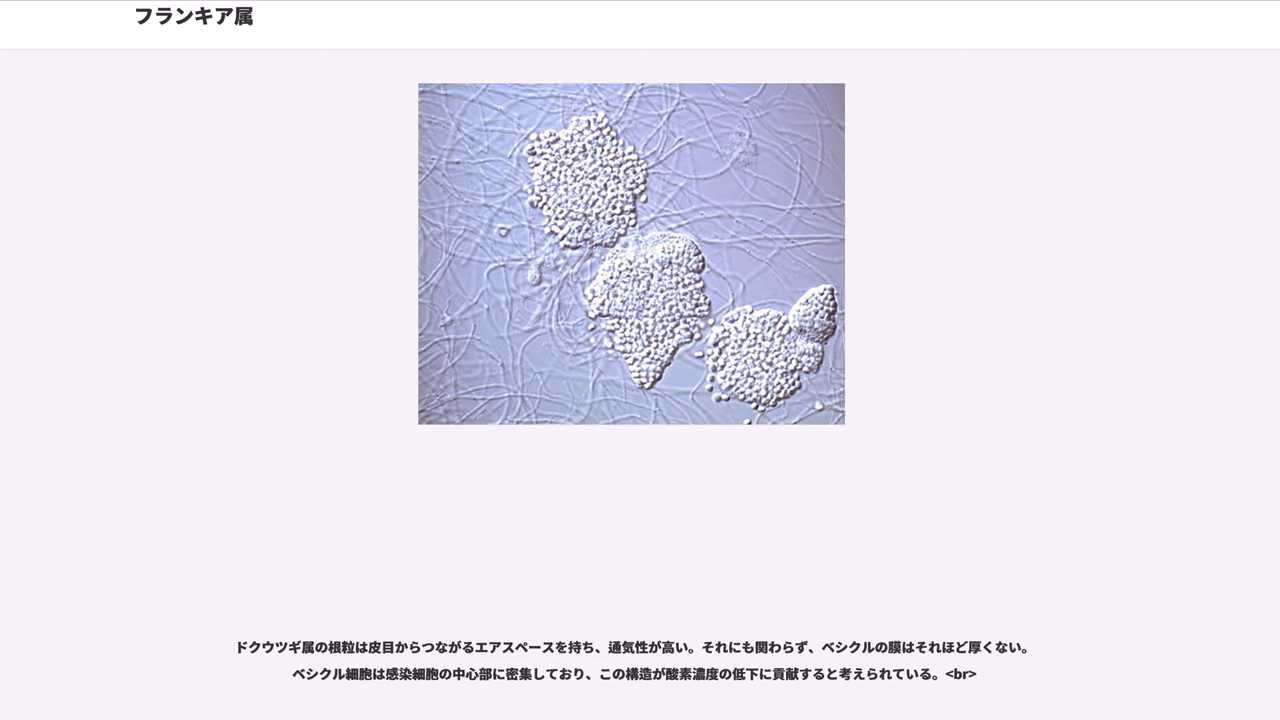 フランキア属
ドクウツギ属の根粒は皮目からつながるエアスペースを持ち、通気性が高い。それにも関わらず、ベシクルの膜はそれほど厚くない。
ベシクル細胞は感染細胞の中心部に密集しており、この構造が酸素濃度の低下に貢献すると考えられている。<br>